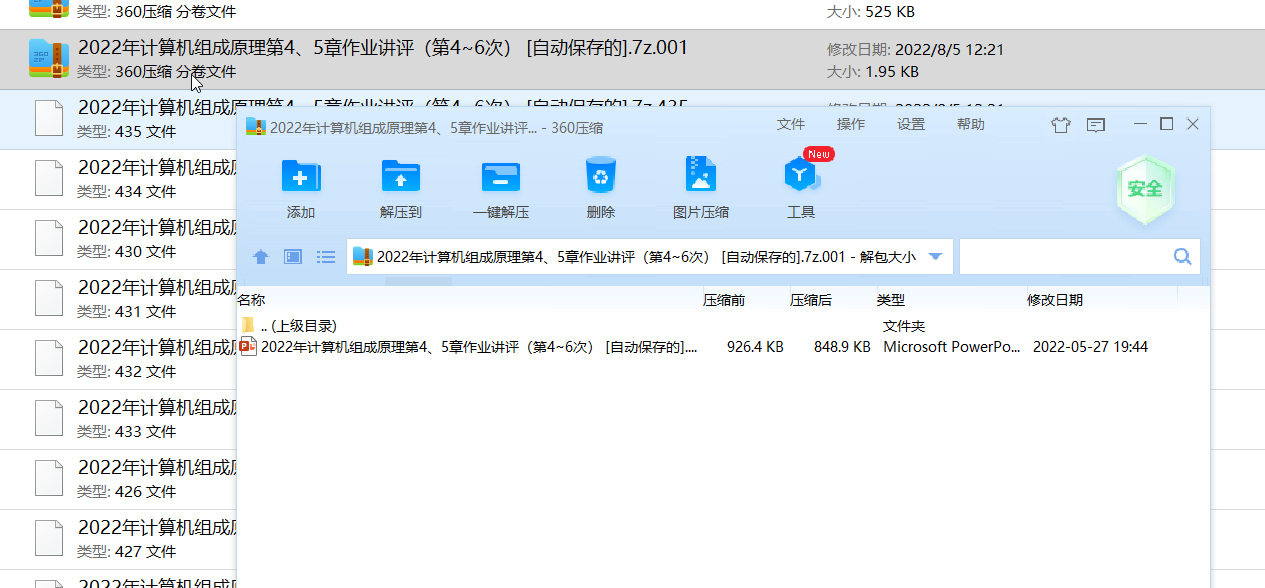 类型: 360压缩 分卷文件
大小: 525 KB
2022年计算机组成原理第4、5章作业讲评（第4~6次） [自动保存的].7z.001
修改日期: 2022/8/5 12:21
类型: 360压缩 分卷文件
大小: 1.95 KB
2022年计算机组成原理第4、5章作业讲评（第4~6次） [自动保存的].7z.435
类型: 435 文件
2022年计算机组成原
类型: 434 文件
2022年计算机组成原
类型: 430 文件
2022年计算机组成原
类型: 431 文件
2022年计算机组成原
类型: 432 文件
2022年计算机组成原
类型: 433 文件
2022年计算机组成原
类型: 426 文件
2022年计算机组成原
类型: 427 文件
2022年计算机组成原
2022年计算机组成原理第4、5章作业讲评... - 360压缩
文件 操作 设置 帮助
New
安全
添加 解压到 一键解压 删除 图片压缩 工具
2022年计算机组成原理第4、5章作业讲评（第4~6次） [自动保存的].7z.001 - 解包大小
名称 压缩前 压缩后 类型 修改日期
.. (上级目录) 文件夹
2022年计算机组成原理第4、5章作业讲评（第4~6次） [自动保存的].... 926.4 KB 848.9 KB Microsoft PowerPo... 2022-05-27 19:44